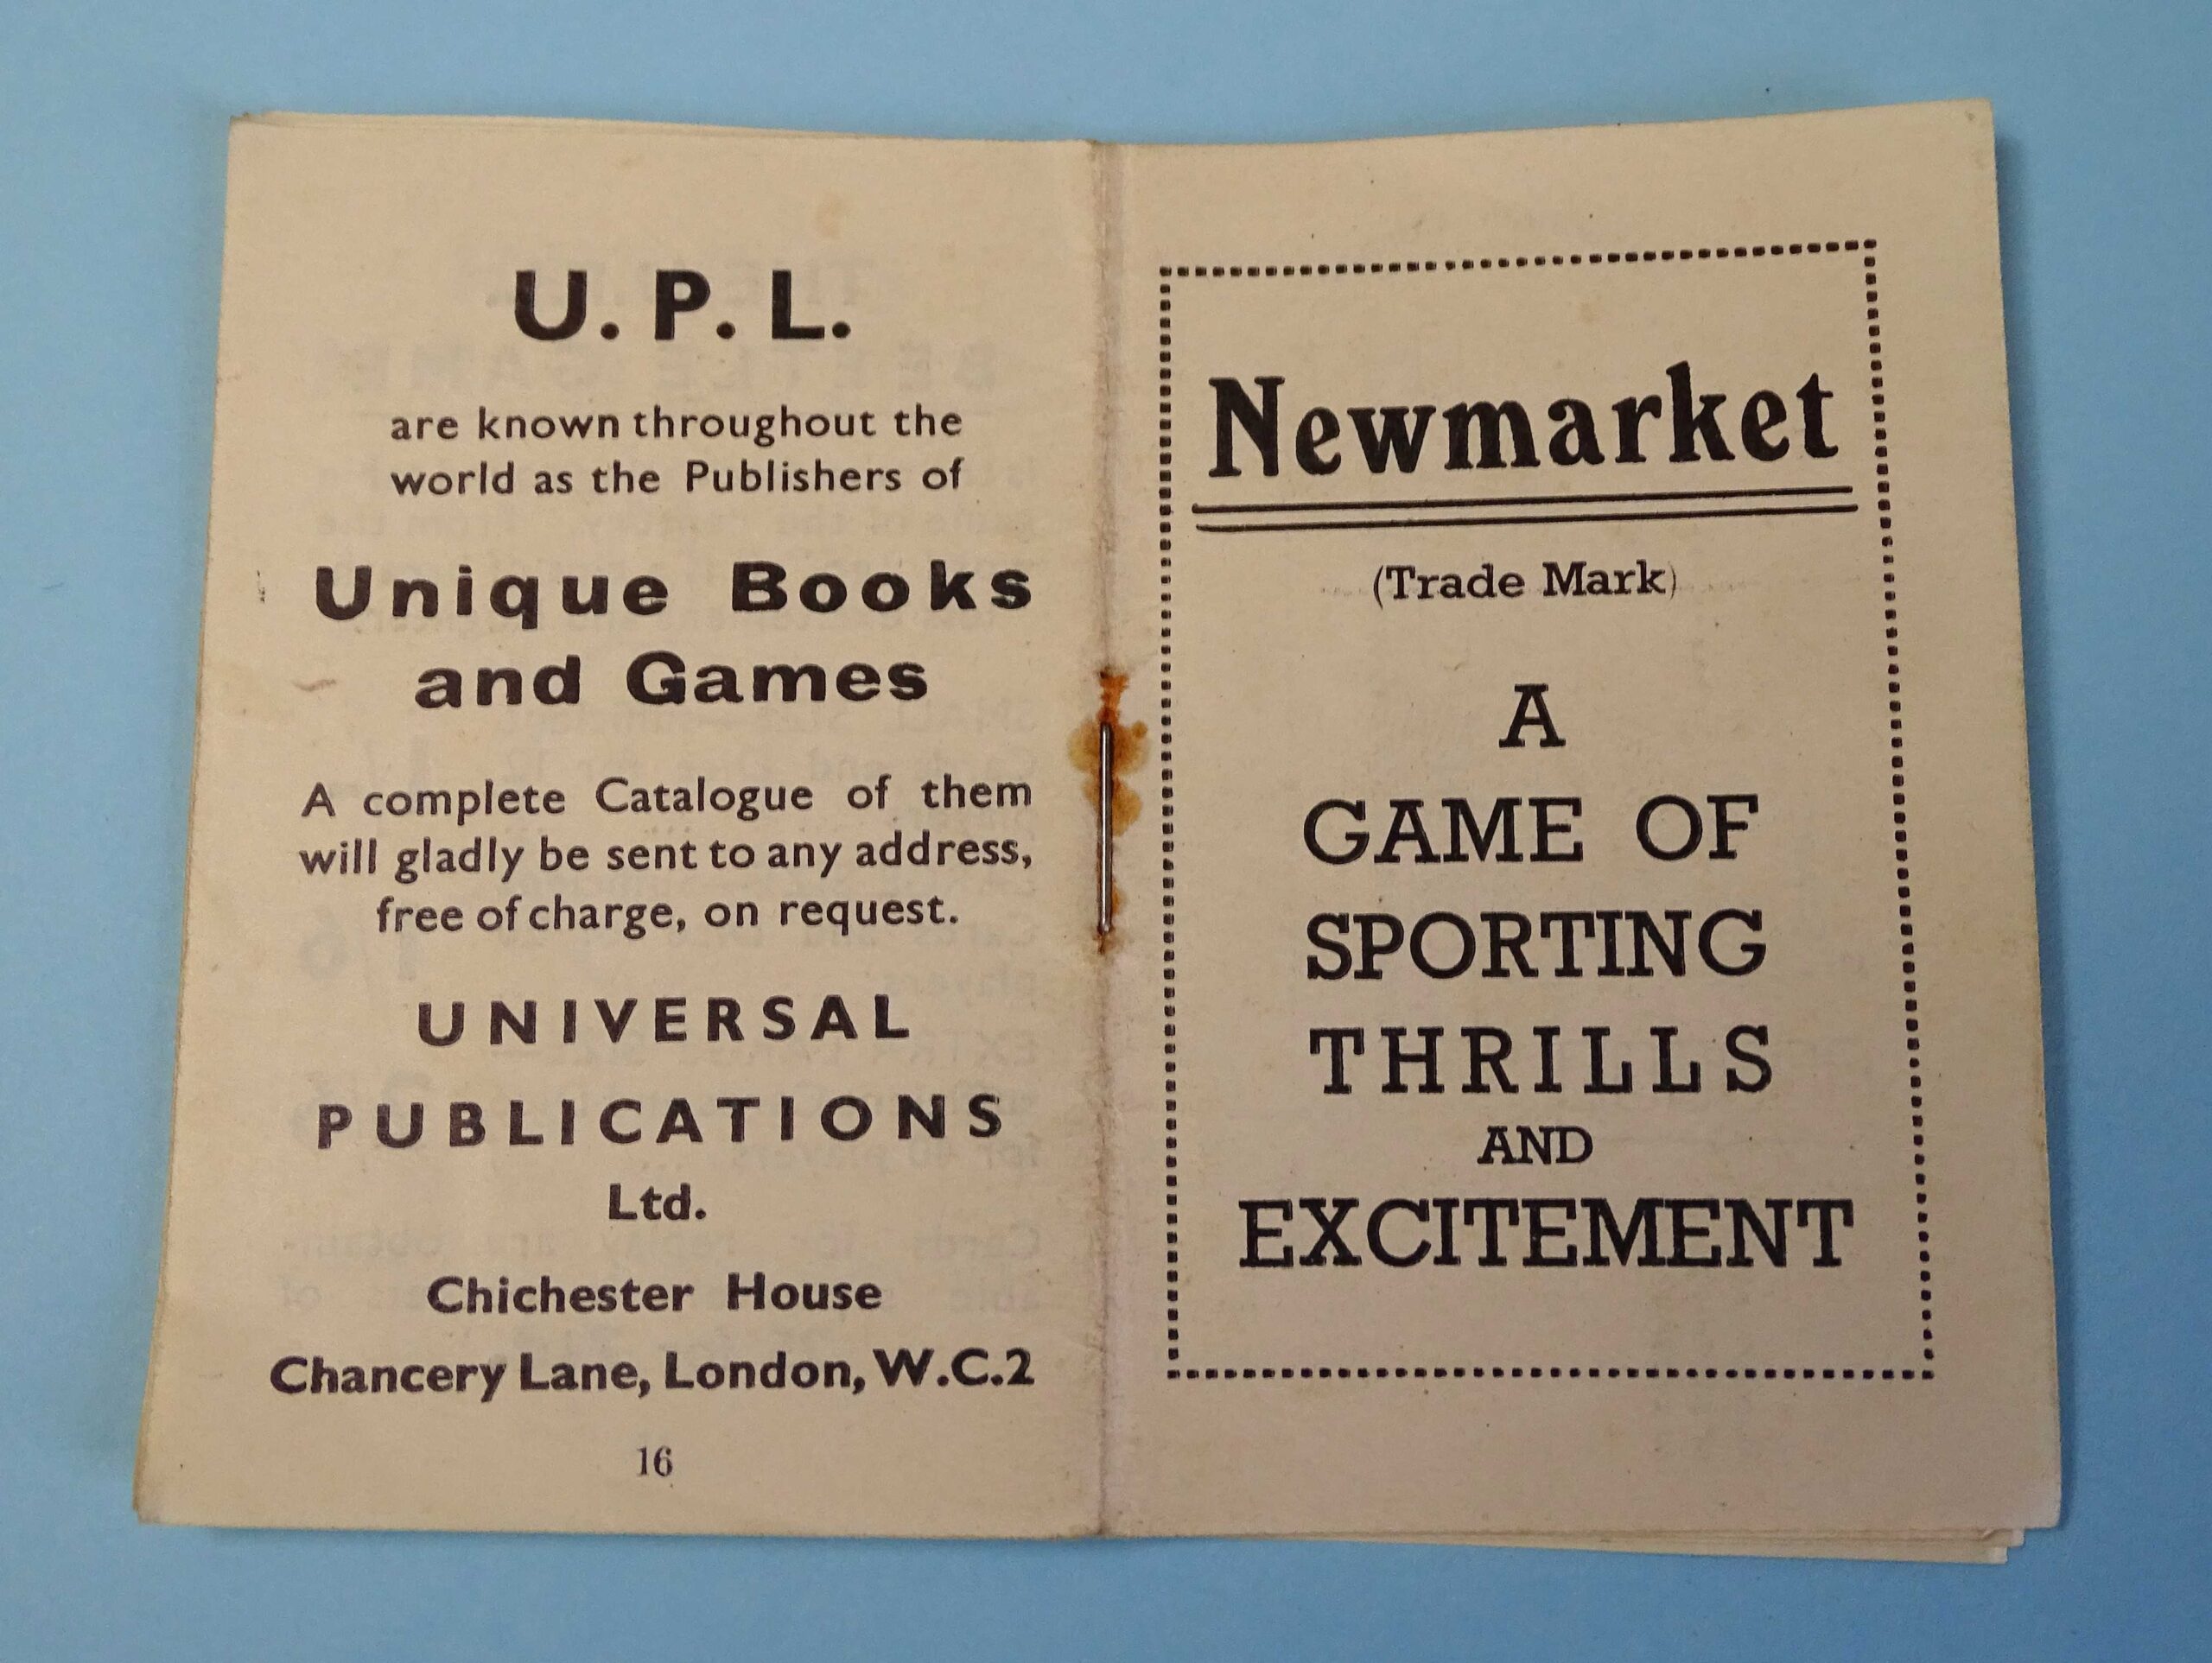 U. P. L.
are known throughout the
world as the Publishers of
Unique Books
and Games
A complete Catalogue of them
will gladly be sent to any address,
free of charge, on request.
UNIVERSAL
PUBLICATIONS
Ltd.
Chichester House
Chancery Lane, London, W.C.2
16
Newmarket
(Trade Mark)
A
GAME OF
SPORTING
THRILLS
AND
EXCITEMENT